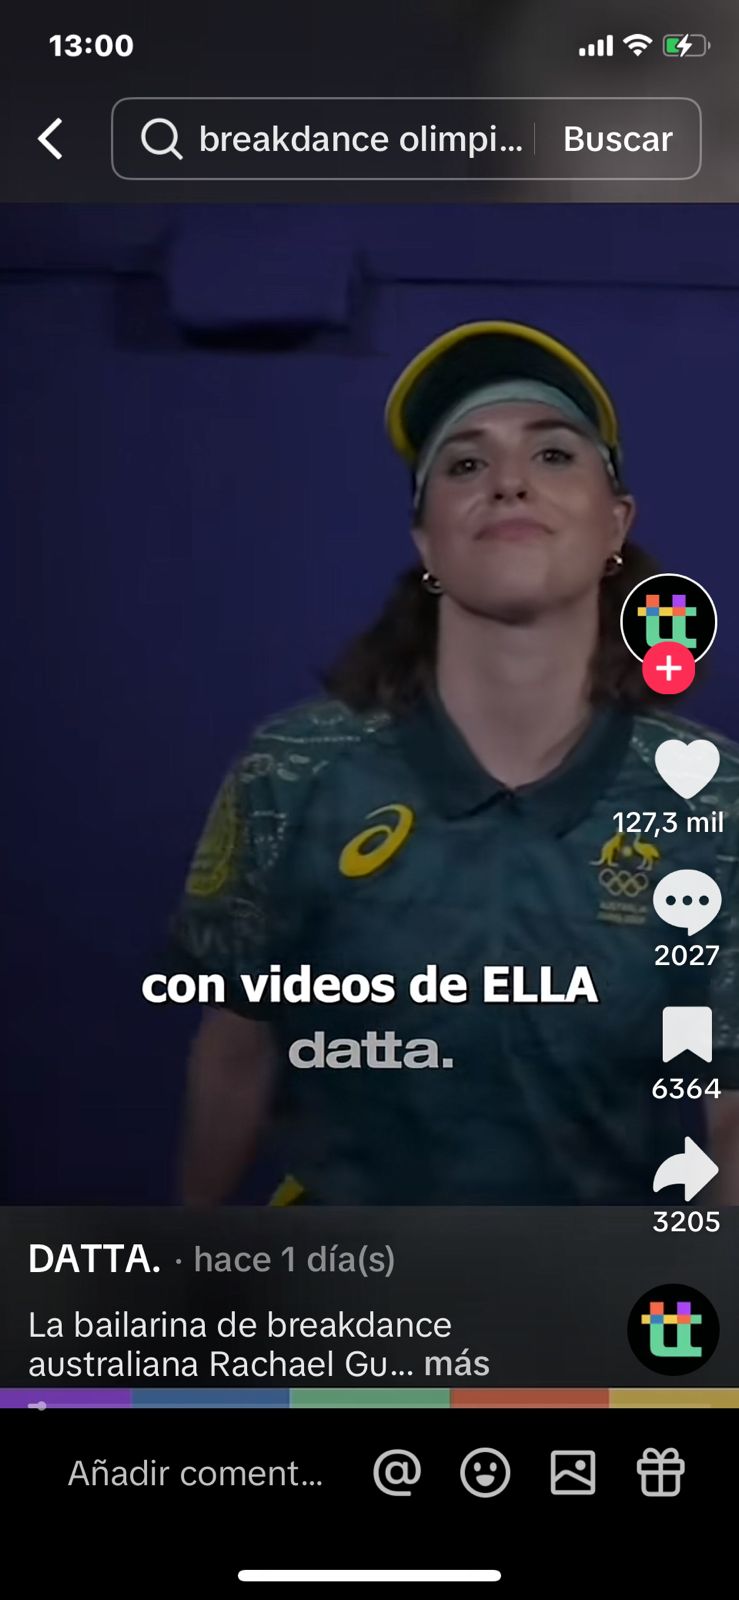 13:00
breakdance olimpi... Buscar
127,3 mil
2027
con videos de ELLA
datta.
6364
3205
DATTA. · hace 1 día(s)
La bailarina de breakdance
australiana Rachael Gu... más
Añadir coment...